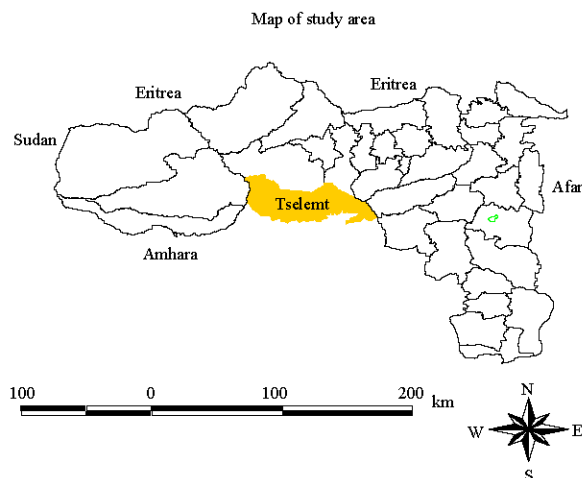 Map of study area
Eritrea
Eritrea
Sudan
Afar
Tselemt
Amhara
100 0 100 200 km
N
W E
S